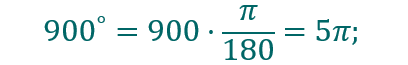 900° = 900 · π/180 = 5π;